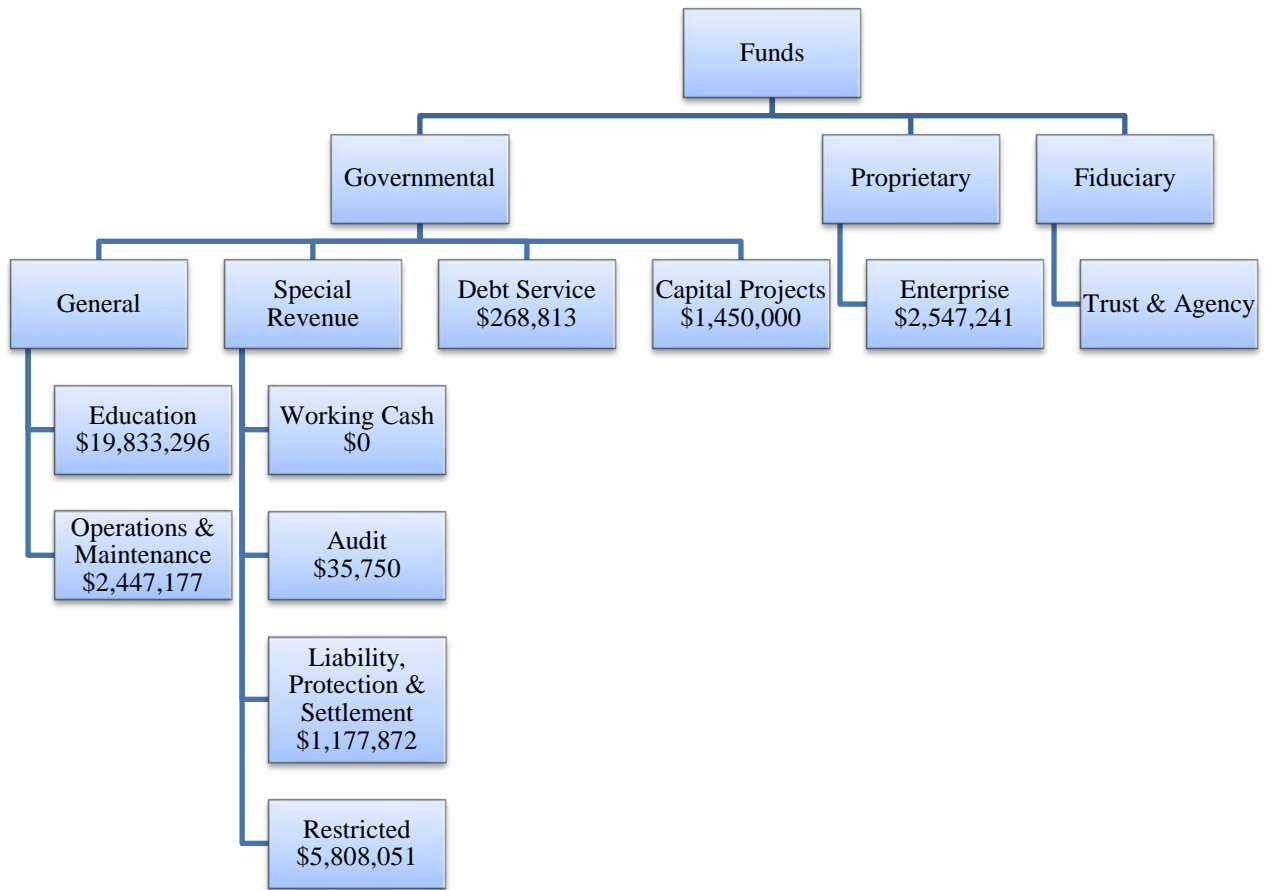 Funds
Governmental
Proprietary
Fiduciary
General
Special
Revenue
Debt Service
$268,813
Capital Projects
$1,450,000
Enterprise
$2,547,241
Trust & Agency
Education
$19,833,296
Operations &
Maintenance
$2,447,177
Working Cash
$0
Audit
$35,750
Liability,
Protection &
Settlement
$1,177,872
Restricted
$5,808,051